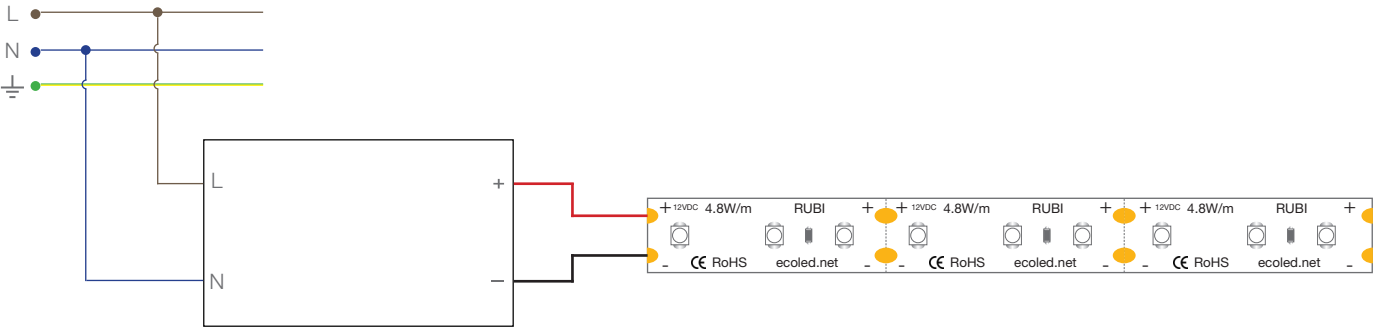 L
N
L +
N –
+ 12VDC 4.8W/m RUBI + + 12VDC 4.8W/m RUBI + + 12VDC 4.8W/m RUBI +
- CE RoHS ecoled.net - - CE RoHS ecoled.net - - CE RoHS ecoled.net -